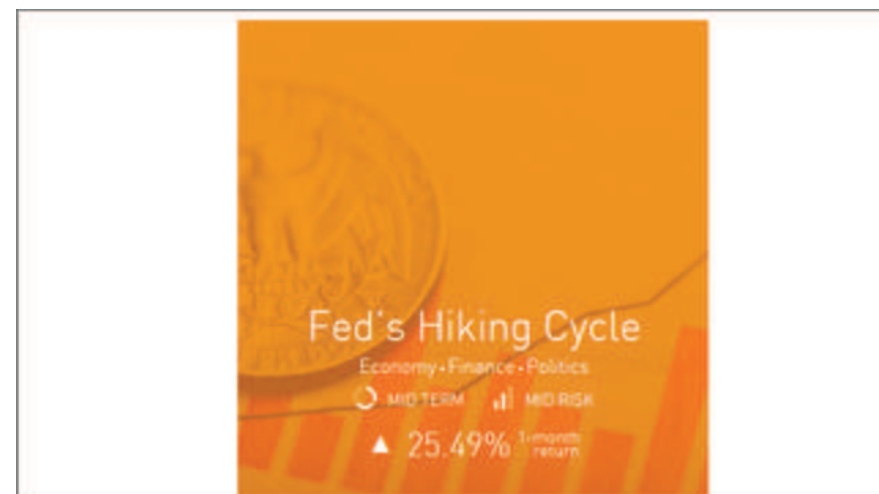 Fed's Hiking Cycle
Economy•Finance•Politics
MID TERM MID RISK
▲ 25.49% 1-month
return